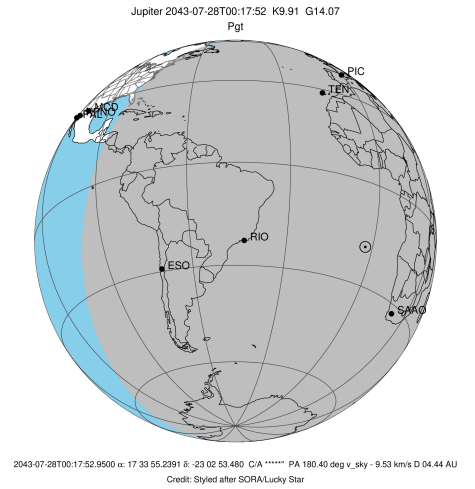 Jupiter 2043-07-28T00:17:52 K9.91 G14.07
Pgt
PIC
TEN
MCD
RIO
ESO
SAAO
2043-07-28T00:17:52.9500 α: 17 33 55.2391 δ: -23 02 53.480 C/A *****" PA 180.40 deg v_sky - 9.53 km/s D 04.44 AU
Credit: Styled after SORA/Lucky Star